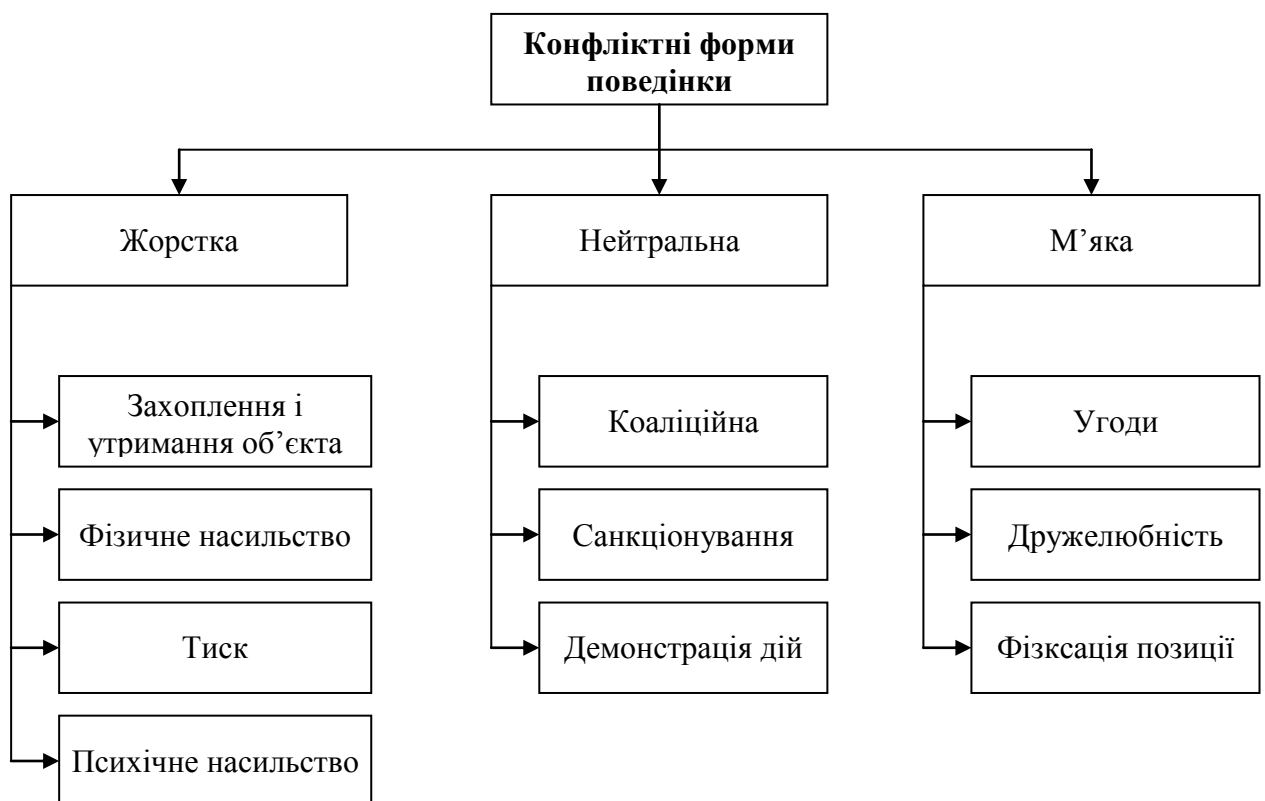 Конфліктні форми
поведінки
Жорстка
Нейтральна
М’яка
Захоплення і
утримання об’єкта
Коаліційна
Угоди
Фізичне насильство
Санкціонування
Дружелюбність
Тиск
Демонстрація дій
Фізксація позиції
Психічне насильство